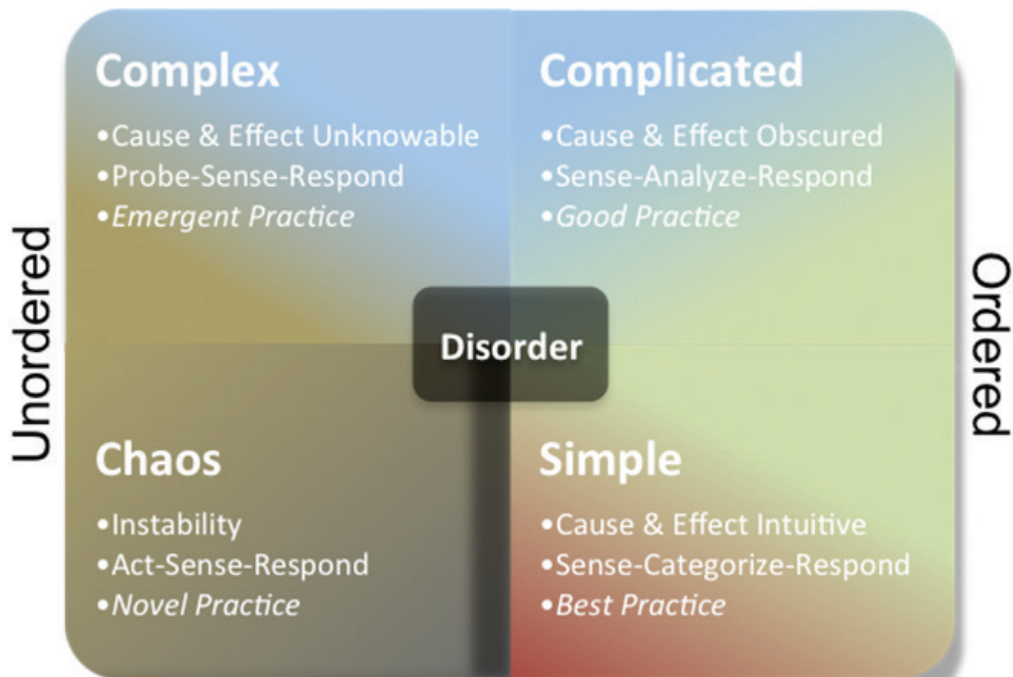 Unordered
Complex
•Cause & Effect Unknowable
•Probe-Sense-Respond
•Emergent Practice
Complicated
•Cause & Effect Obscured
•Sense-Analyze-Respond
•Good Practice
Disorder
Chaos
•Instability
•Act-Sense-Respond
•Novel Practice
Simple
•Cause & Effect Intuitive
•Sense-Categorize-Respond
•Best Practice
Ordered